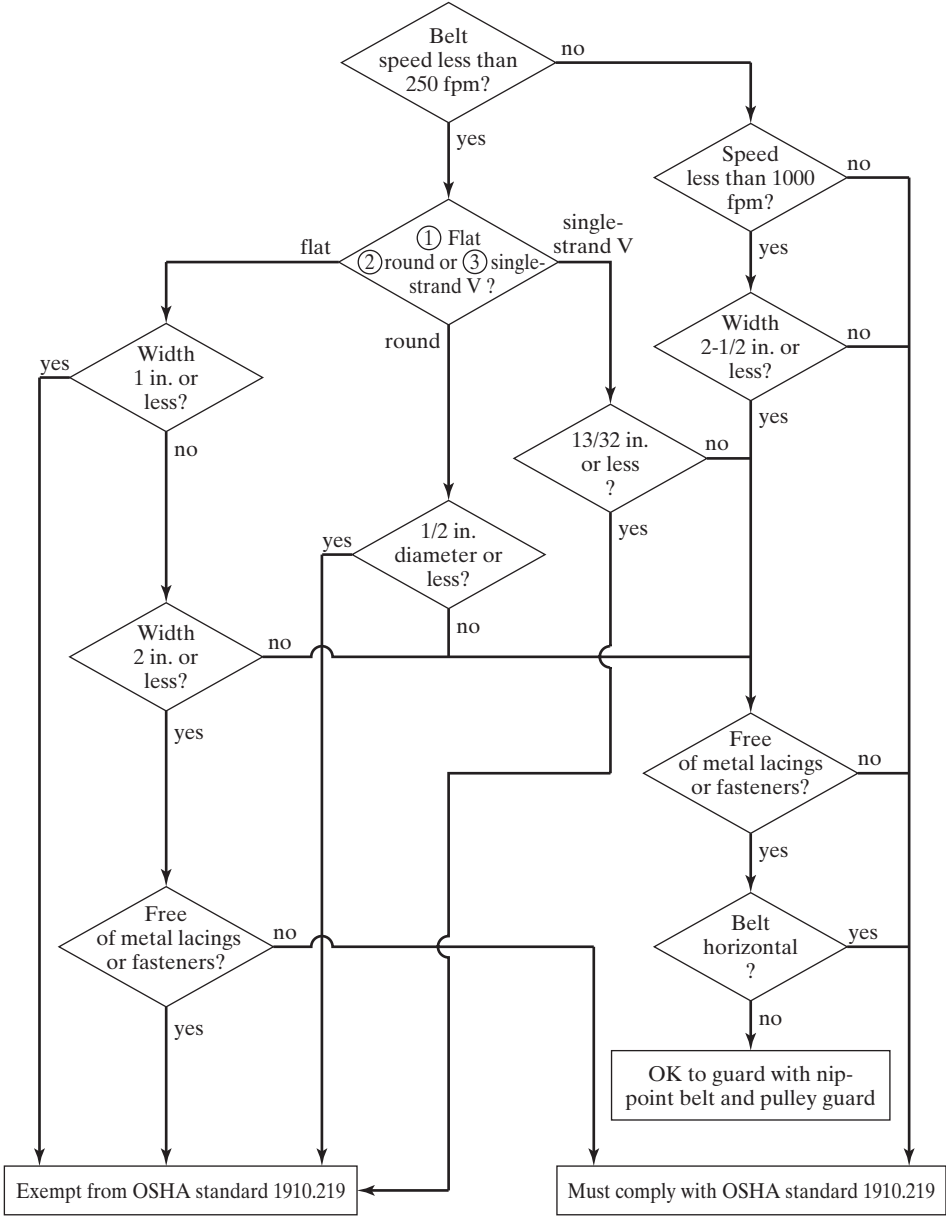 Belt
speed less than
250 fpm?
no
yes
Speed
less than 1000
fpm?
no
yes
① Flat
② round or ③ single-
strand V ?
flat
single-
strand V
round
Width
2-1/2 in. or
less?
no
yes
Width
1 in. or
less?
yes
no
13/32 in.
or less
?
no
yes
1/2 in.
diameter or
less?
yes
no
Width
2 in. or
less?
no
yes
Free
of metal lacings
or fasteners?
no
yes
Free
of metal lacings
or fasteners?
no
yes
Belt
horizontal
?
yes
no
OK to guard with nip-
point belt and pulley guard
Exempt from OSHA standard 1910.219
Must comply with OSHA standard 1910.219